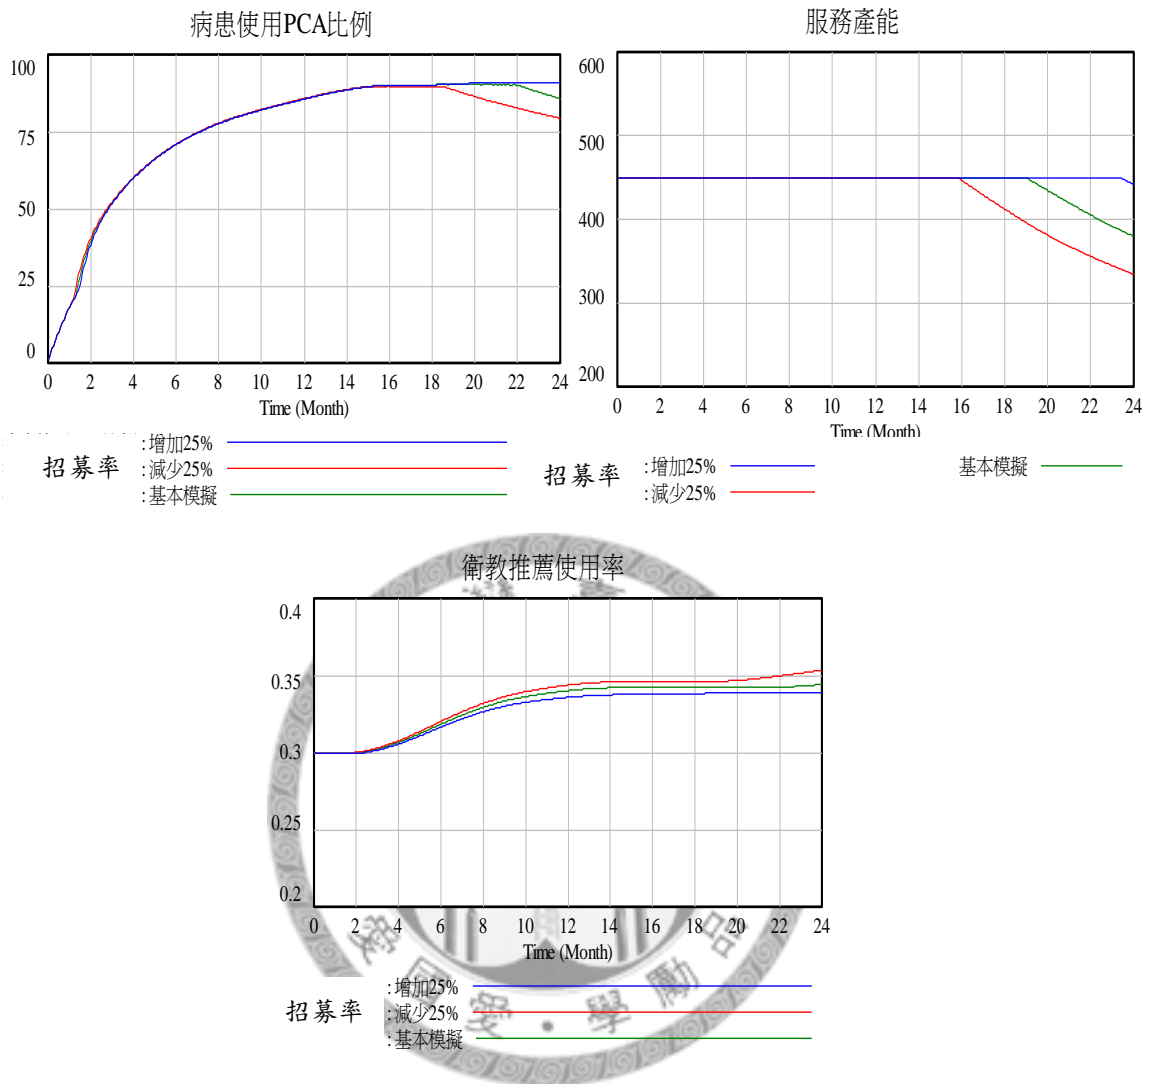 病患使用PCA比例
100
75
50
25
0
0 2 4 6 8 10 12 14 16 18 20 22 24
Time (Month)
招募率
:增加25%
:減少25%
:基本模擬
服務產能
600
500
400
300
200
0 2 4 6 8 10 12 14 16 18 20 22 24
Time (Month)
招募率
:增加25%
基本模擬
:減少25%
衛教推薦使用率
0.4
0.35
0.3
0.25
0.2
0 2 4 6 8 10 12 14 16 18 20 22 24
Time (Month)
招募率
:增加25%
:減少25%
:基本模擬
愛國愛學勵品